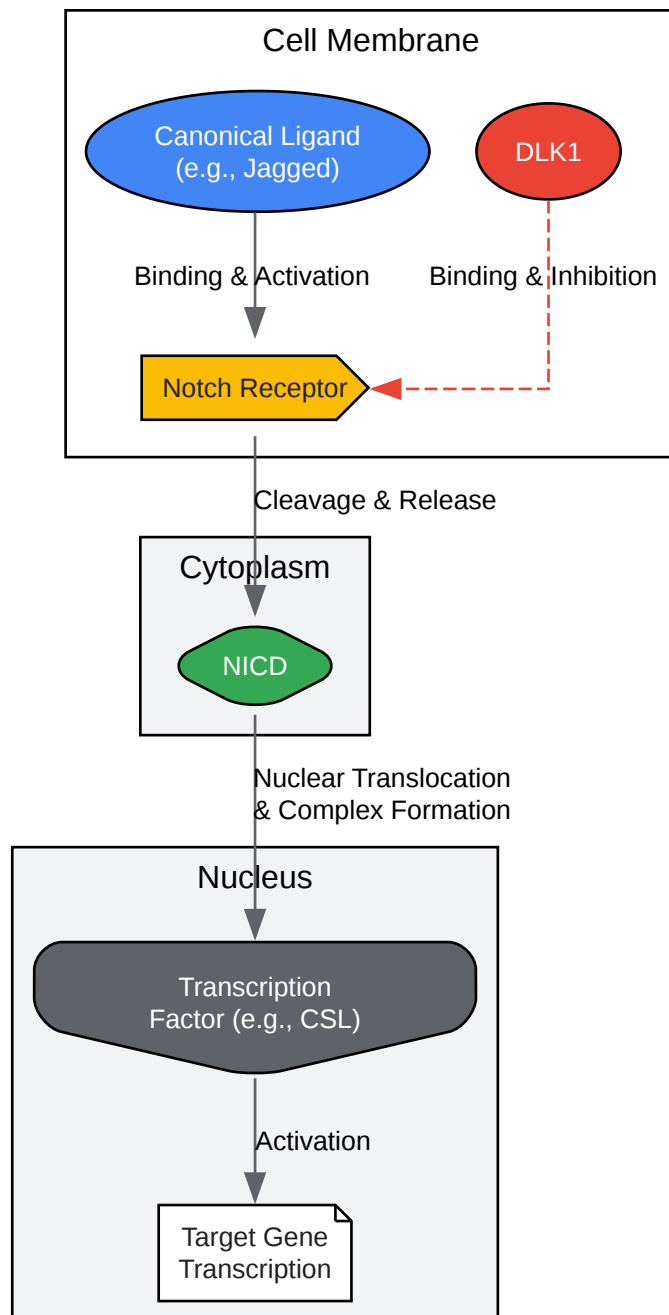 Cell Membrane
Canonical Ligand
(e.g., Jagged)
DLK1
Binding & Activation
Binding & Inhibition
Notch Receptor
Cleavage & Release
Cytoplasm
NICD
Nuclear Translocation
& Complex Formation
Nucleus
Transcription
Factor (e.g., CSL)
Activation
Target Gene
Transcription